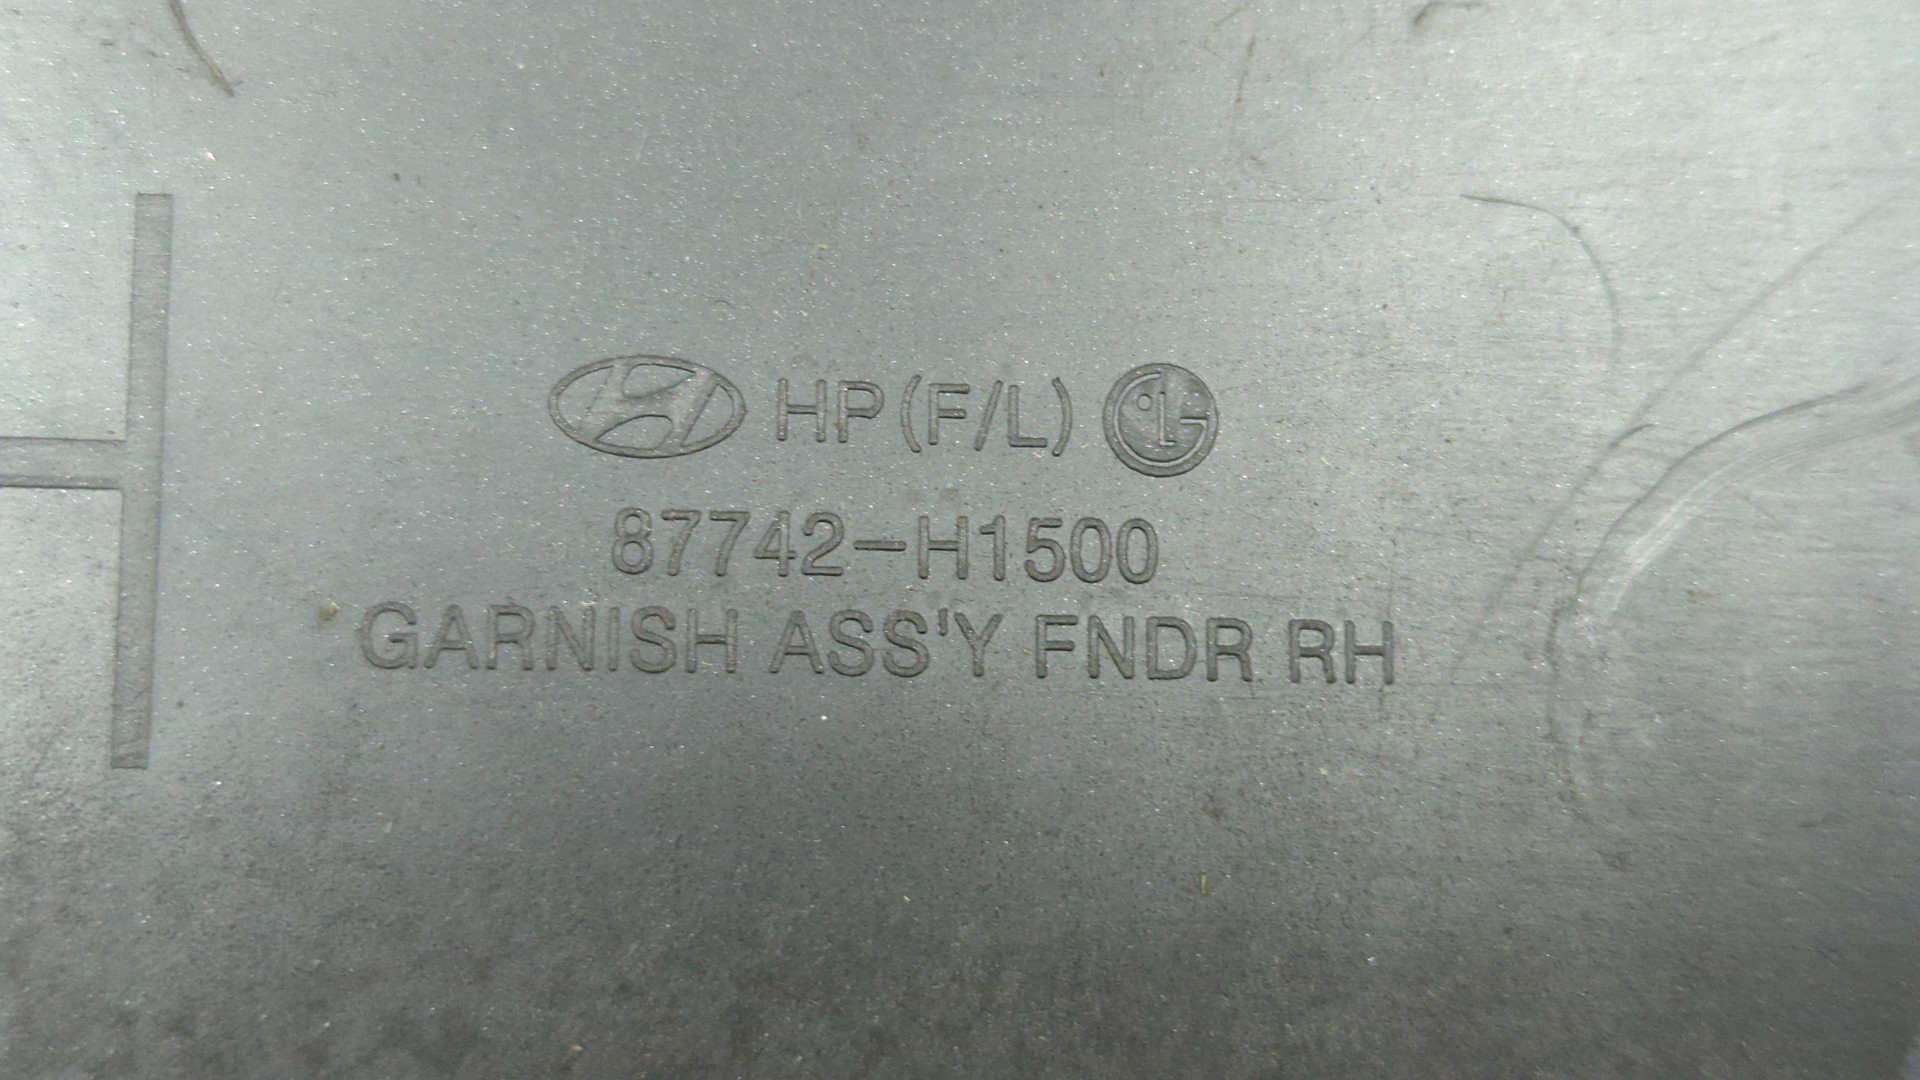 HP(F/L)
87742-H1500
GARNISH ASS'Y FNDR RH